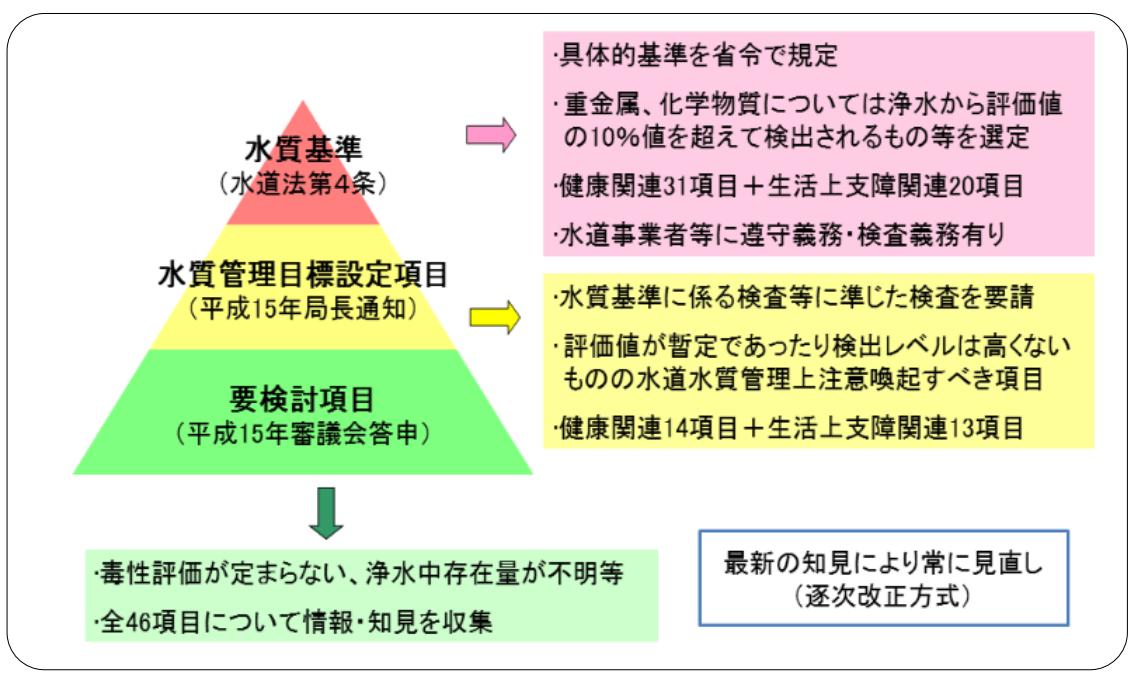 水質基準
（水道法第4条）
・具体的基準を省令で規定
・重金属、化学物質については浄水から評価値
の10％値を超えて検出されるもの等を選定
・健康関連31項目＋生活上支障関連20項目
・水道事業者等に遵守義務・検査義務有り
水質管理目標設定項目
（平成15年局長通知）
・水質基準に係る検査等に準じた検査を要請
・評価値が暫定であったり検出レベルは高くない
ものの水道水質管理上注意喚起すべき項目
・健康関連14項目＋生活上支障関連13項目
要検討項目
（平成15年審議会答申）
・毒性評価が定まらない、浄水中存在量が不明等
・全46項目について情報・知見を収集
最新の知見により常に見直し
（逐次改正方式）